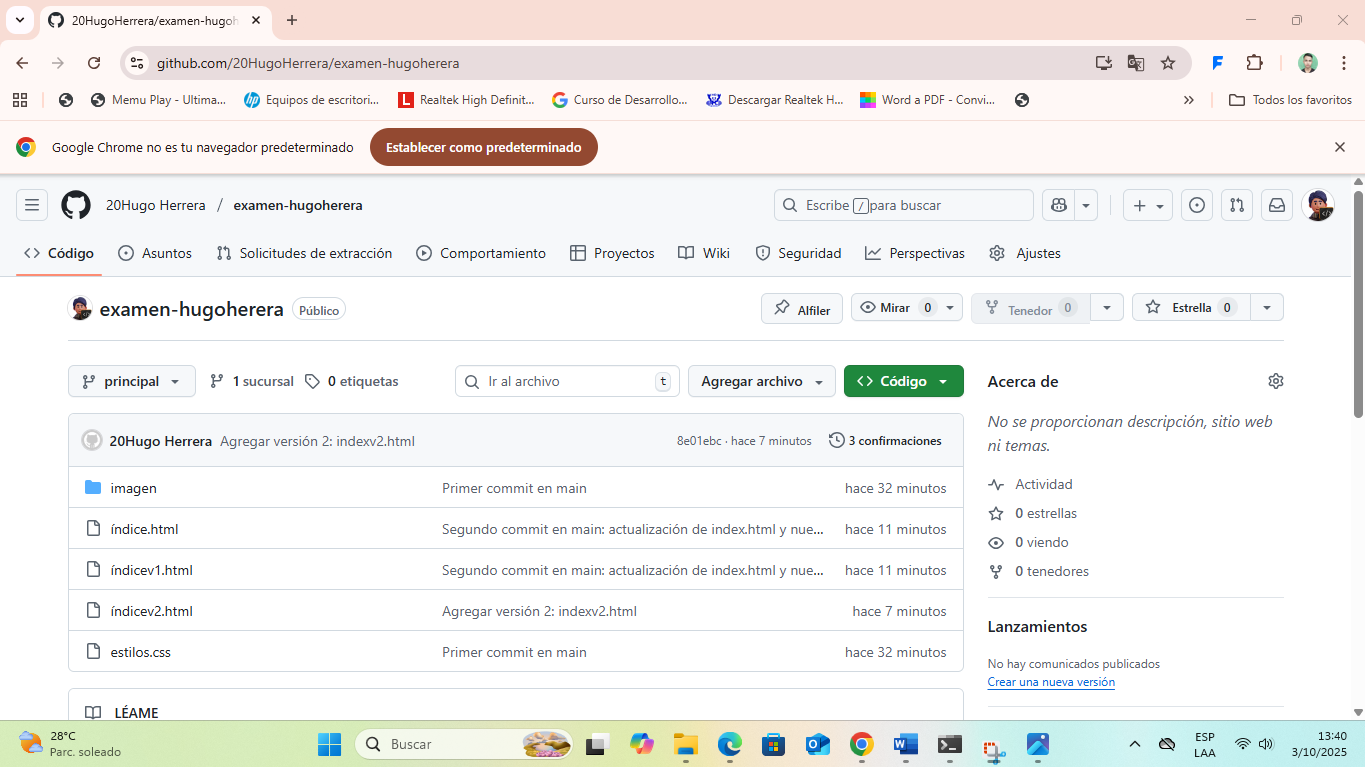 20HugoHerrera/examen-hugoh
github.com/20HugoHerrera/examen-hugoherera
Memu Play - Ultima...
Equipos de escritori...
Realtek High Definit...
Curso de Desarrollo...
Descargar Realtek H...
Word a PDF - Convi...
Todos los favoritos
Google Chrome no es tu navegador predeterminado
Establecer como predeterminado
20Hugo Herrera / examen-hugoherera
Escribe / para buscar
Código
Asuntos
Solicitudes de extracción
Comportamiento
Proyectos
Wiki
Seguridad
Perspectivas
Ajustes
examen-hugoherera
Público
Alfiler
Mirar 0
Tenedor 0
Estrella 0
principal
1 sucursal
0 etiquetas
Ir al archivo t
Agregar archivo
Código
20Hugo Herrera Agregar versión 2: indexv2.html
8e01ebc · hace 7 minutos
3 confirmaciones
imagen Primer commit en main hace 32 minutos
índice.html Segundo commit en main: actualización de index.html y nue... hace 11 minutos
índicev1.html Segundo commit en main: actualización de index.html y nue... hace 11 minutos
índicev2.html Agregar versión 2: indexv2.html hace 7 minutos
estilos.css Primer commit en main hace 32 minutos
LÉAME
Acerca de
No se proporcionan descripción, sitio web
ni temas.
Actividad
0 estrellas
0 viendo
0 tenedores
Lanzamientos
No hay comunicados publicados
Crear una nueva versión
28°C
Parc. soleado
Buscar
ESP
LAA
13:40
3/10/2025